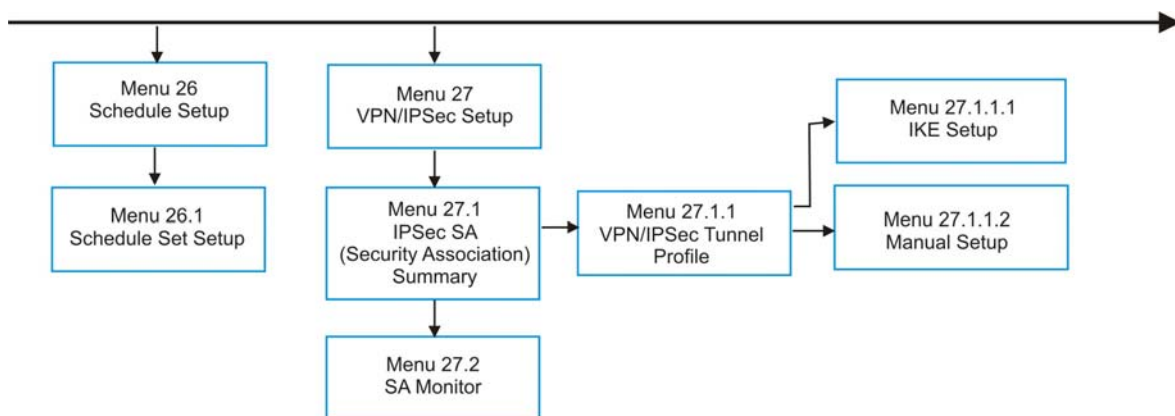 Menu 26
Schedule Setup
Menu 26.1
Schedule Set Setup
Menu 27
VPN/IPSec Setup
Menu 27.1
IPSec SA
(Security Association)
Summary
Menu 27.2
SA Monitor
Menu 27.1.1
VPN/IPSec Tunnel
Profile
Menu 27.1.1.1
IKE Setup
Menu 27.1.1.2
Manual Setup